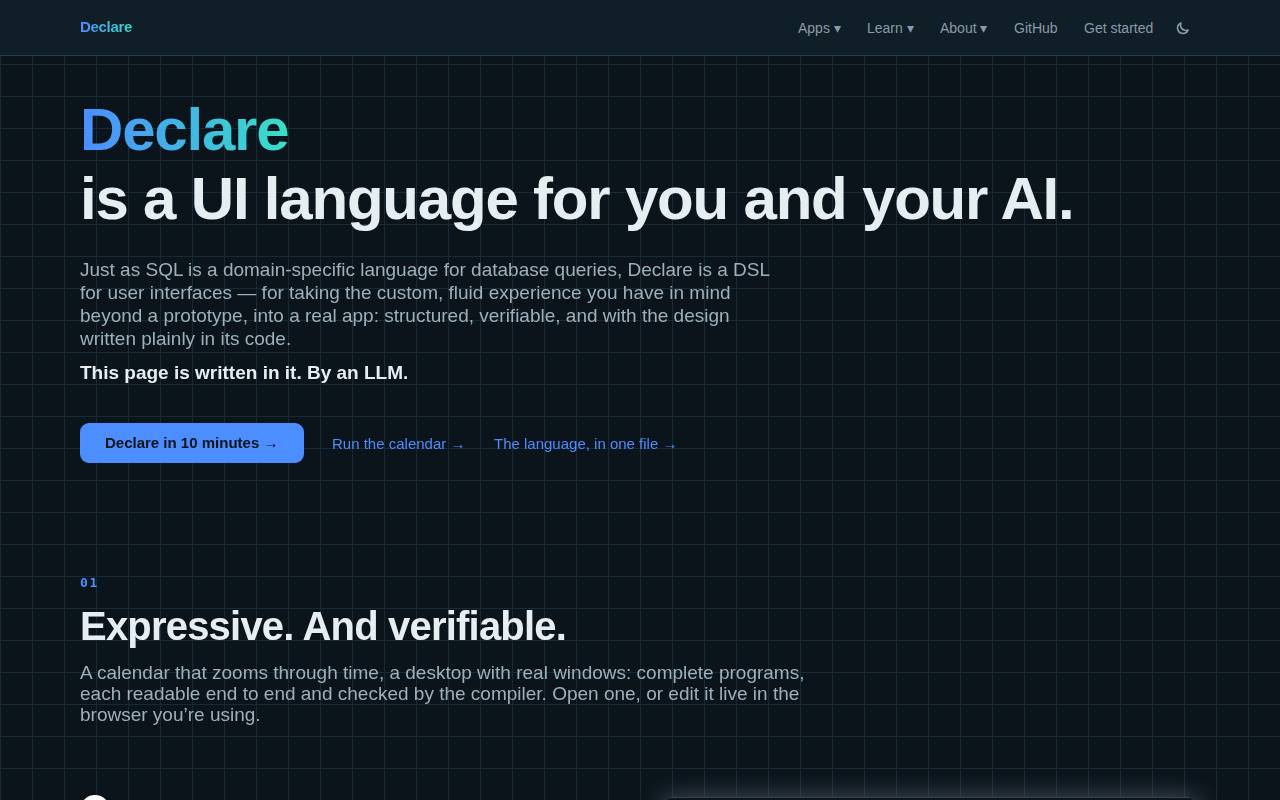 Declare
Apps ▾
Learn ▾
About ▾
GitHub
Get started
Declare
is a UI language for you and your AI.
Just as SQL is a domain-specific language for database queries, Declare is a DSL
for user interfaces — for taking the custom, fluid experience you have in mind
beyond a prototype, into a real app: structured, verifiable, and with the design
written plainly in its code.
This page is written in it. By an LLM.
Declare in 10 minutes →
Run the calendar →
The language, in one file →
01
Expressive. And verifiable.
A calendar that zooms through time, a desktop with real windows: complete programs,
each readable end to end and checked by the compiler. Open one, or edit it live in the
browser you’re using.